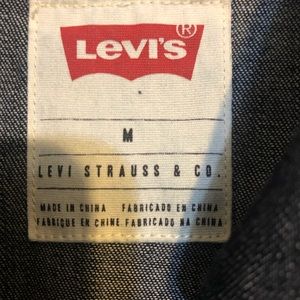 LEVI'S®
M
LEVI STRAUSS & CO.
MADE IN CHINA FABRICADO EN CHINA
FABRIQUE EN CHINE FABRICADO NA CHINA